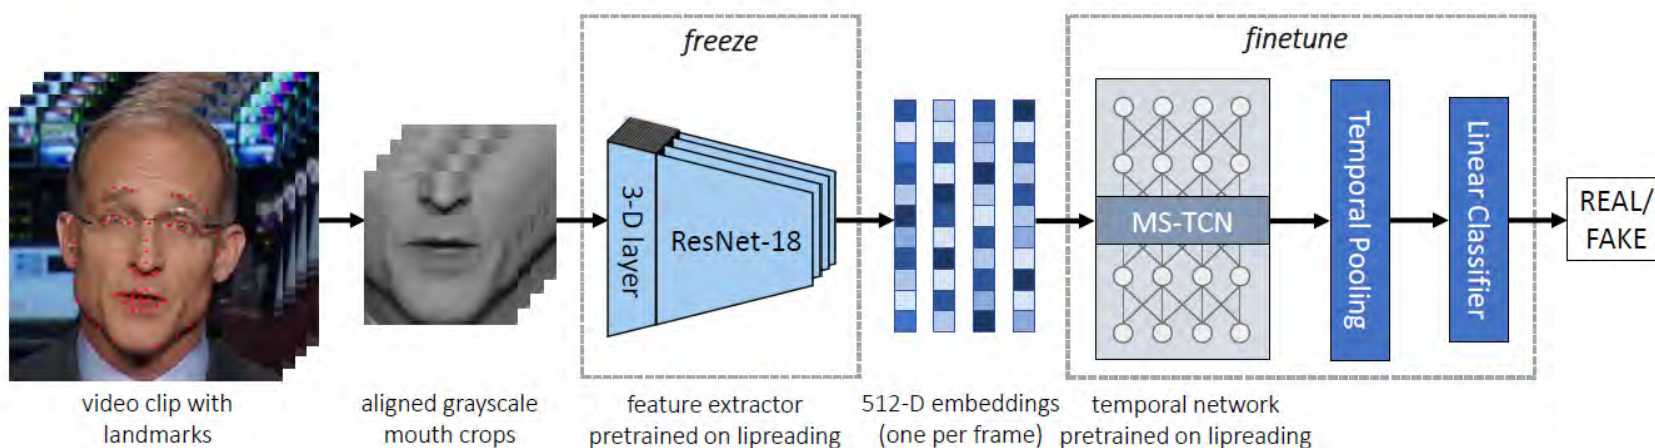 freeze
finetune
3-D layer
ResNet-18
MS-TCN
Temporal Pooling
Linear Classifier
REAL/
FAKE
video clip with
landmarks
aligned grayscale
mouth crops
feature extractor
pretrained on lipreading
512-D embeddings
(one per frame)
temporal network
pretrained on lipreading